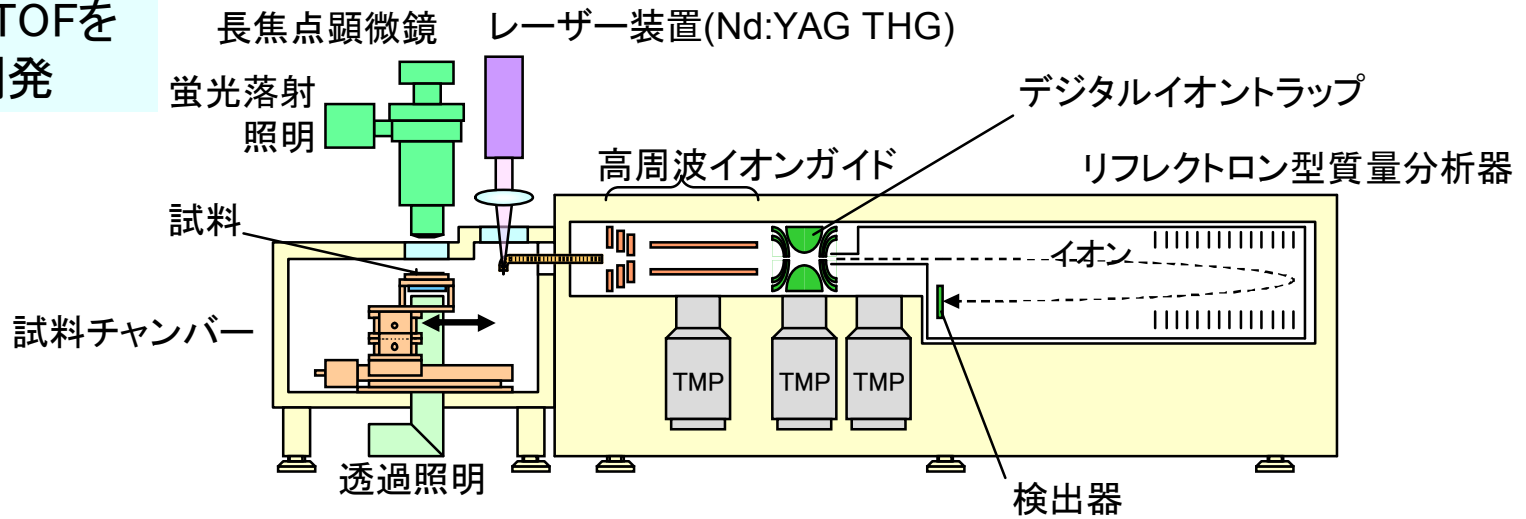 TOFを
発
長焦点顕微鏡
レーザー装置(Nd:YAG THG)
蛍光落射
照明
デジタルイオントラップ
高周波イオンガイド
リフレクトロン型質量分析器
試料
イオン
試料チャンバー
TMP
TMP
TMP
透過照明
検出器